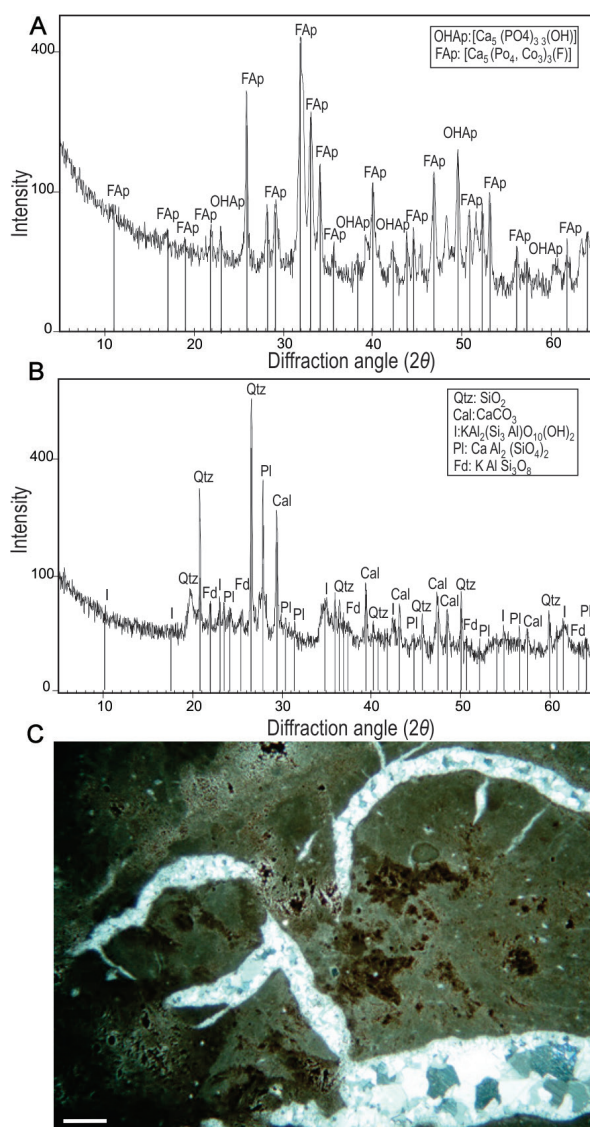 A
400
FAp
OHAp:[Ca5 (PO4)3 3(OH)]
FAp: [Ca5 (Po4, Co3)3(F)]
FAp
OHAp
FAp
FAp
FAp
FAp
FAp
FAp
100
FAp
FAp
FAp
FAp
OHAp
FAp
FAp
OHAp
OHAp
FAp
FAp
OHAp
FAp
Intensity
0
10
20
30
40
50
60
Diffraction angle (2θ)
B
Qtz
Qtz: SiO2
Cal:CaCO3
I:KAl2(Si3 Al)O10(OH)2
Pl: Ca Al2 (SiO4)2
Fd: K Al Si3O8
400
Qtz
Pl
Cal
Intensity
100
I
I
Qtz
Fd
I
Pl
Fd
Pl
Pl
I
Qtz
Fd
Cal
Qtz
I
Cal
Pl
Qtz
Cal
Cal
Qtz
Fd
Pl
I
Pl
Cal
Qtz
I
Fd
Pl
0
10
20
30
40
50
60
Diffraction angle (2θ)
C